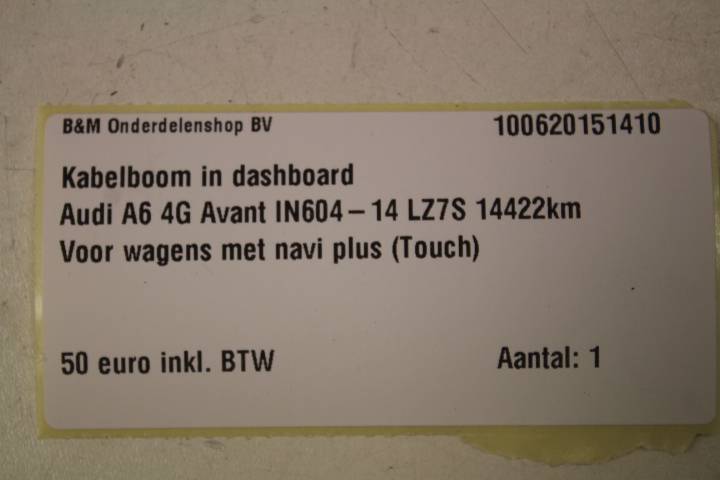 B&M Onderdelenshop BV 100620151410
Kabelboom in dashboard
Audi A6 4G Avant IN604-14 LZ7S 14422km
Voor wagens met navi plus (Touch)
50 euro inkl. BTW Aantal: 1